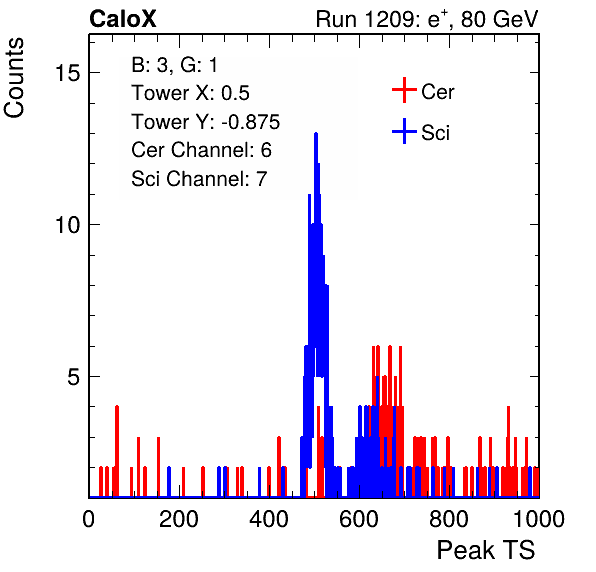 CaloX Run 1209: e⁺, 80 GeV
Counts
B: 3, G: 1
Tower X: 0.5
Tower Y: -0.875
Cer Channel: 6
Sci Channel: 7
Cer
Sci
15
10
5
0 200 400 600 800 1000
Peak TS